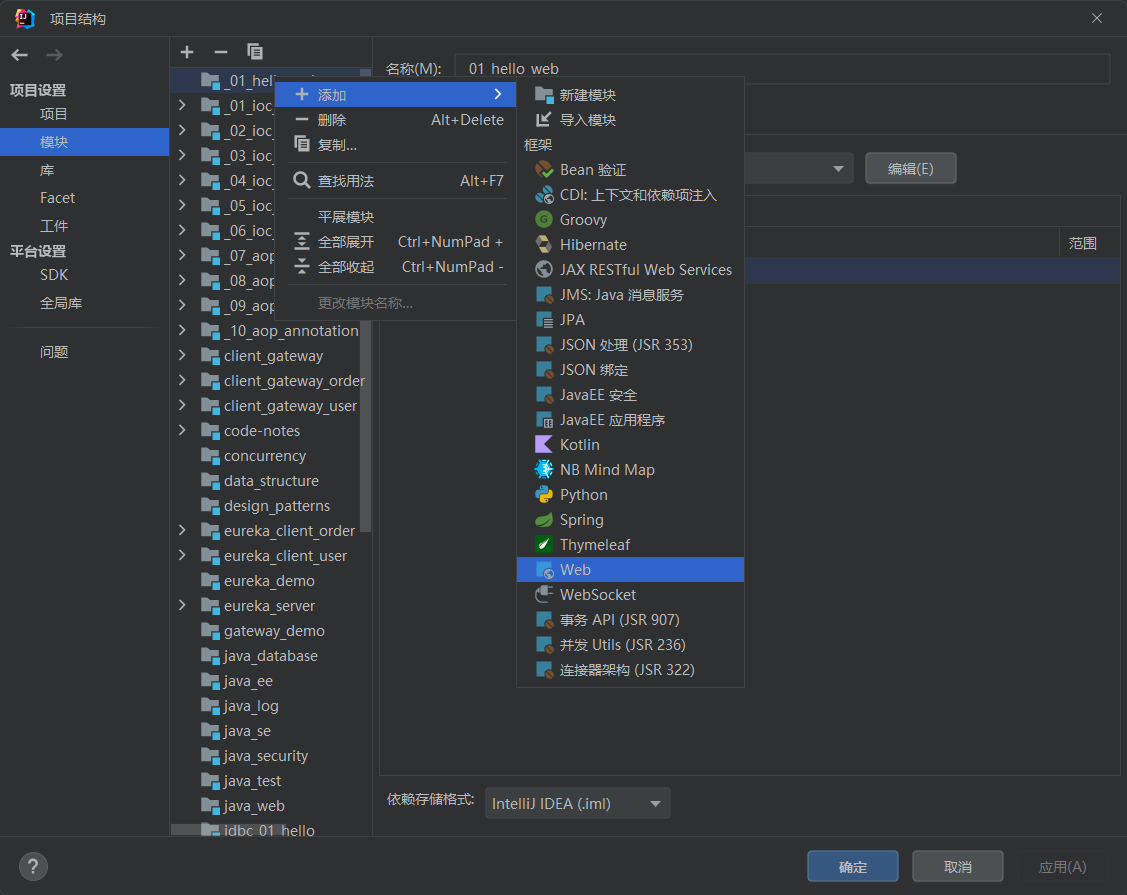 项目结构
项目设置
项目
模块
库
Facet
工件
平台设置
SDK
全局库
问题
_01_hel
_01_ioc_
_02_ioc_
_03_ioc_
_04_ioc_
_05_ioc_
_06_ioc_
_07_aop
_08_aop
_09_aop
_10_aop_annotation
client_gateway
client_gateway_order
client_gateway_user
code-notes
concurrency
data_structure
design_patterns
eureka_client_order
eureka_client_user
eureka_demo
eureka_server
gateway_demo
java_database
java_ee
java_log
java_se
java_security
java_test
java_web
jdbc_01_hello
添加
删除 Alt+Delete
复制...
查找用法 Alt+F7
平展模块
全部展开 Ctrl+NumPad +
全部收起 Ctrl+NumPad -
更改模块名称...
名称(M): _01_hello_web
新建模块
导入模块
框架
Bean 验证
CDI: 上下文和依赖项注入
Groovy
Hibernate
JAX RESTful Web Services
JMS: Java 消息服务
JPA
JSON 处理 (JSR 353)
JSON 绑定
JavaEE 安全
JavaEE 应用程序
Kotlin
NB Mind Map
Python
Spring
Thymeleaf
Web
WebSocket
事务 API (JSR 907)
并发 Utils (JSR 236)
连接器架构 (JSR 322)
编辑(E)
范围
依赖存储格式: IntelliJ IDEA (.iml)
?
确定
取消
应用(A)